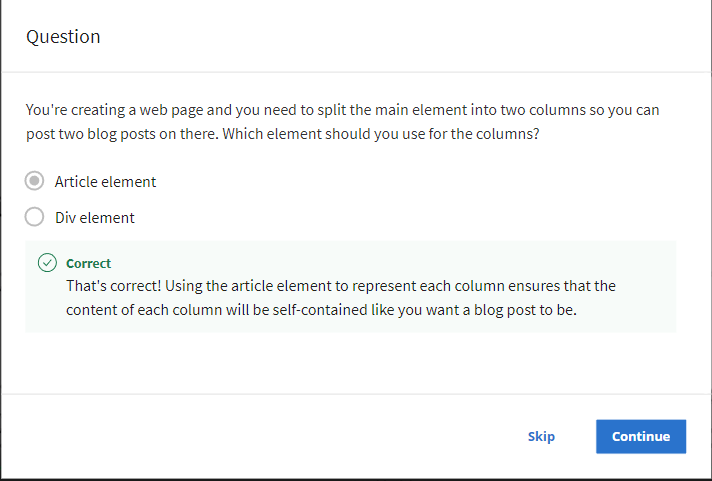 Question
You're creating a web page and you need to split the main element into two columns so you can
post two blog posts on there. Which element should you use for the columns?
Article element
Div element
Correct
That's correct! Using the article element to represent each column ensures that the
content of each column will be self-contained like you want a blog post to be.
Skip
Continue